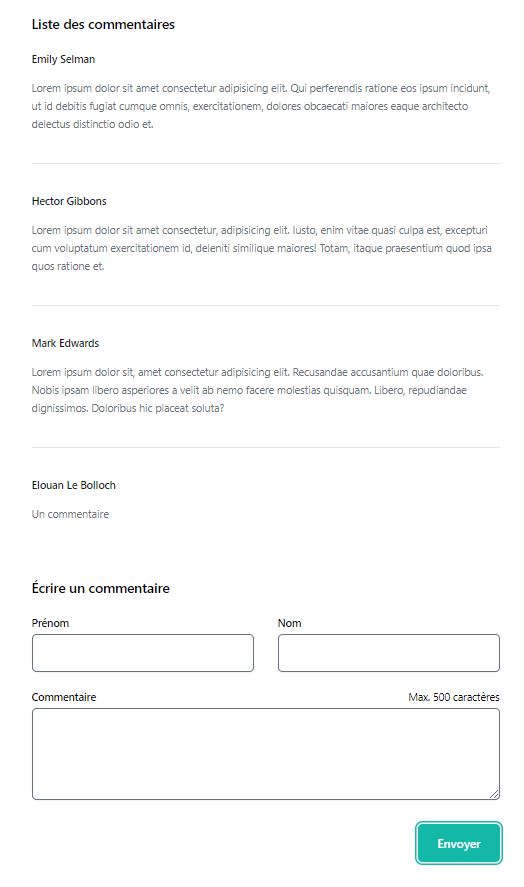 Liste des commentaires
Emily Selman
Lorem ipsum dolor sit amet consectetur adipisicing elit. Qui perferendis ratione eos ipsum incidunt,
ut id debitis fugiat cumque omnis, exercitationem, dolores obcaecati maiores eaque architecto
delectus distinctio odio et.
Hector Gibbons
Lorem ipsum dolor sit amet consectetur, adipisicing elit. Iusto, enim vitae quasi culpa est, excepturi
cum voluptatum exercitationem id, deleniti similique maiores! Totam, itaque praesentium quod ipsa
quos ratione et.
Mark Edwards
Lorem ipsum dolor sit, amet consectetur adipisicing elit. Recusandae accusantium quae doloribus.
Nobis ipsam libero asperiores a velit ab nemo facere molestias quisquam. Libero, repudiandae
dignissimos. Doloribus hic placeat soluta?
Elouan Le Bolloch
Un commentaire
Écrire un commentaire
Prénom Nom
Commentaire Max. 500 caractères
Envoyer